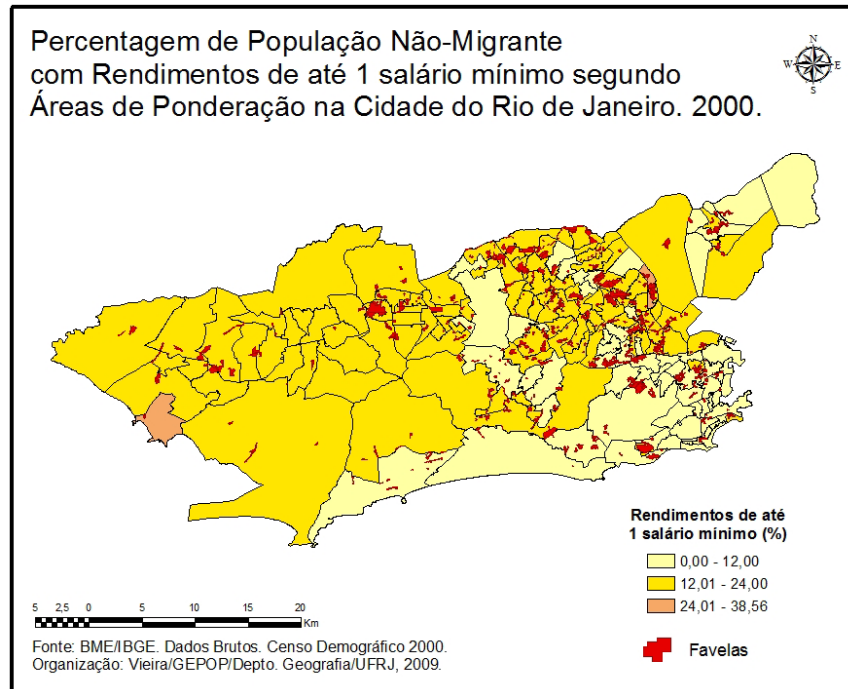 Percentagem de População Não-Migrante
com Rendimentos de até 1 salário mínimo segundo
Áreas de Ponderação na Cidade do Rio de Janeiro. 2000.
N
W
E
S
Rendimentos de até
1 salário mínimo (%)
0,00 - 12,00
12,01 - 24,00
24,01 - 38,56
Favelas
5 2,5 0 5 10 15 20
Km
Fonte: BME/IBGE. Dados Brutos. Censo Demográfico 2000.
Organização: Vieira/GEPOP/Depto. Geografia/UFRJ, 2009.